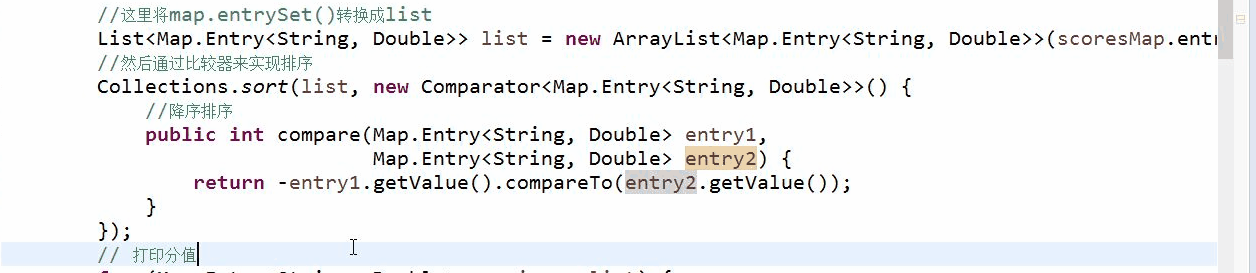 //这里将map.entrySet()转换成list
List<Map.Entry<String, Double>> list = new ArrayList<Map.Entry<String, Double>>(scoresMap.entr
//然后通过比较器来实现排序
Collections.sort(list, new Comparator<Map.Entry<String, Double>>() {
//降序排序
public int compare(Map.Entry<String, Double> entry1,
Map.Entry<String, Double> entry2) {
return -entry1.getValue().compareTo(entry2.getValue());
}
});
// 打印分值